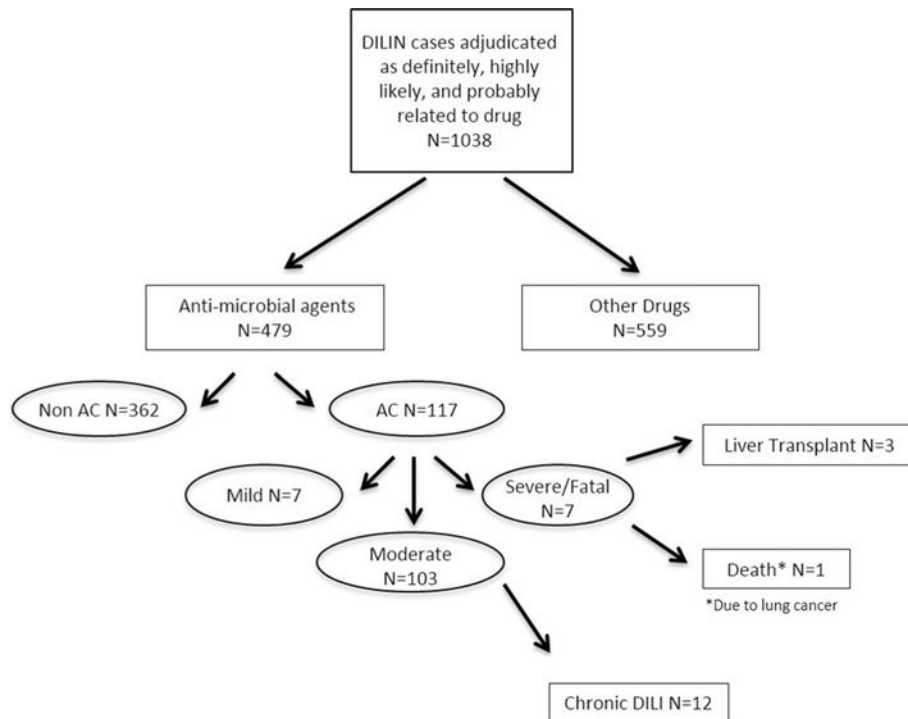 DILIN cases adjudicated
as definitely, highly
likely, and probably
related to drug
N=1038
Anti-microbial agents
N=479
Other Drugs
N=559
Non AC N=362
AC N=117
Liver Transplant N=3
Mild N=7
Severe/Fatal
N=7
Moderate
N=103
Death* N=1
*Due to lung cancer
Chronic DILI N=12